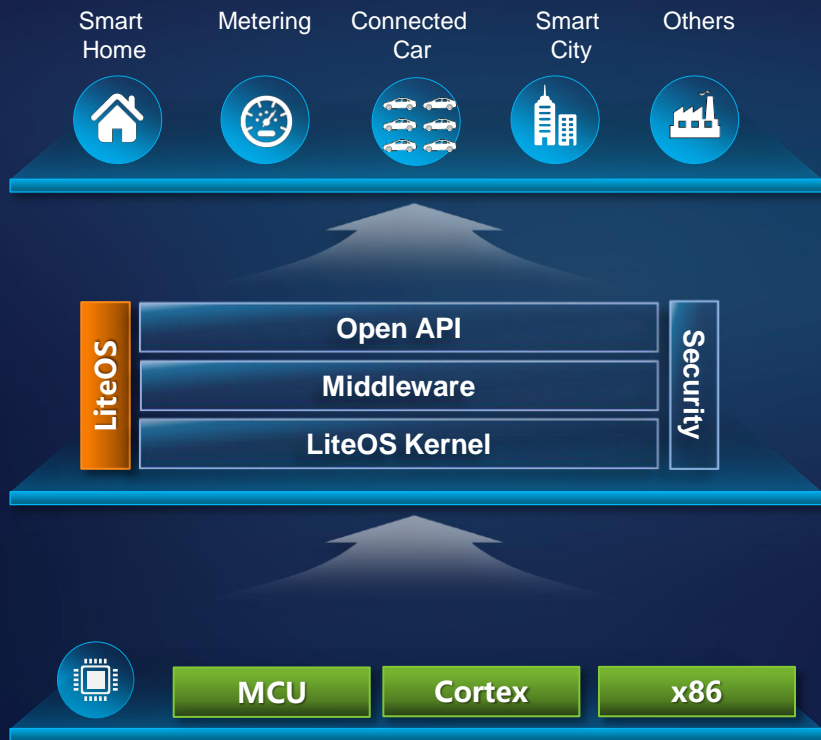 Smart
Home
Metering
Connected
Car
Smart
City
Others
LiteOS
Open API
Middleware
LiteOS Kernel
Security
MCU
Cortex
x86